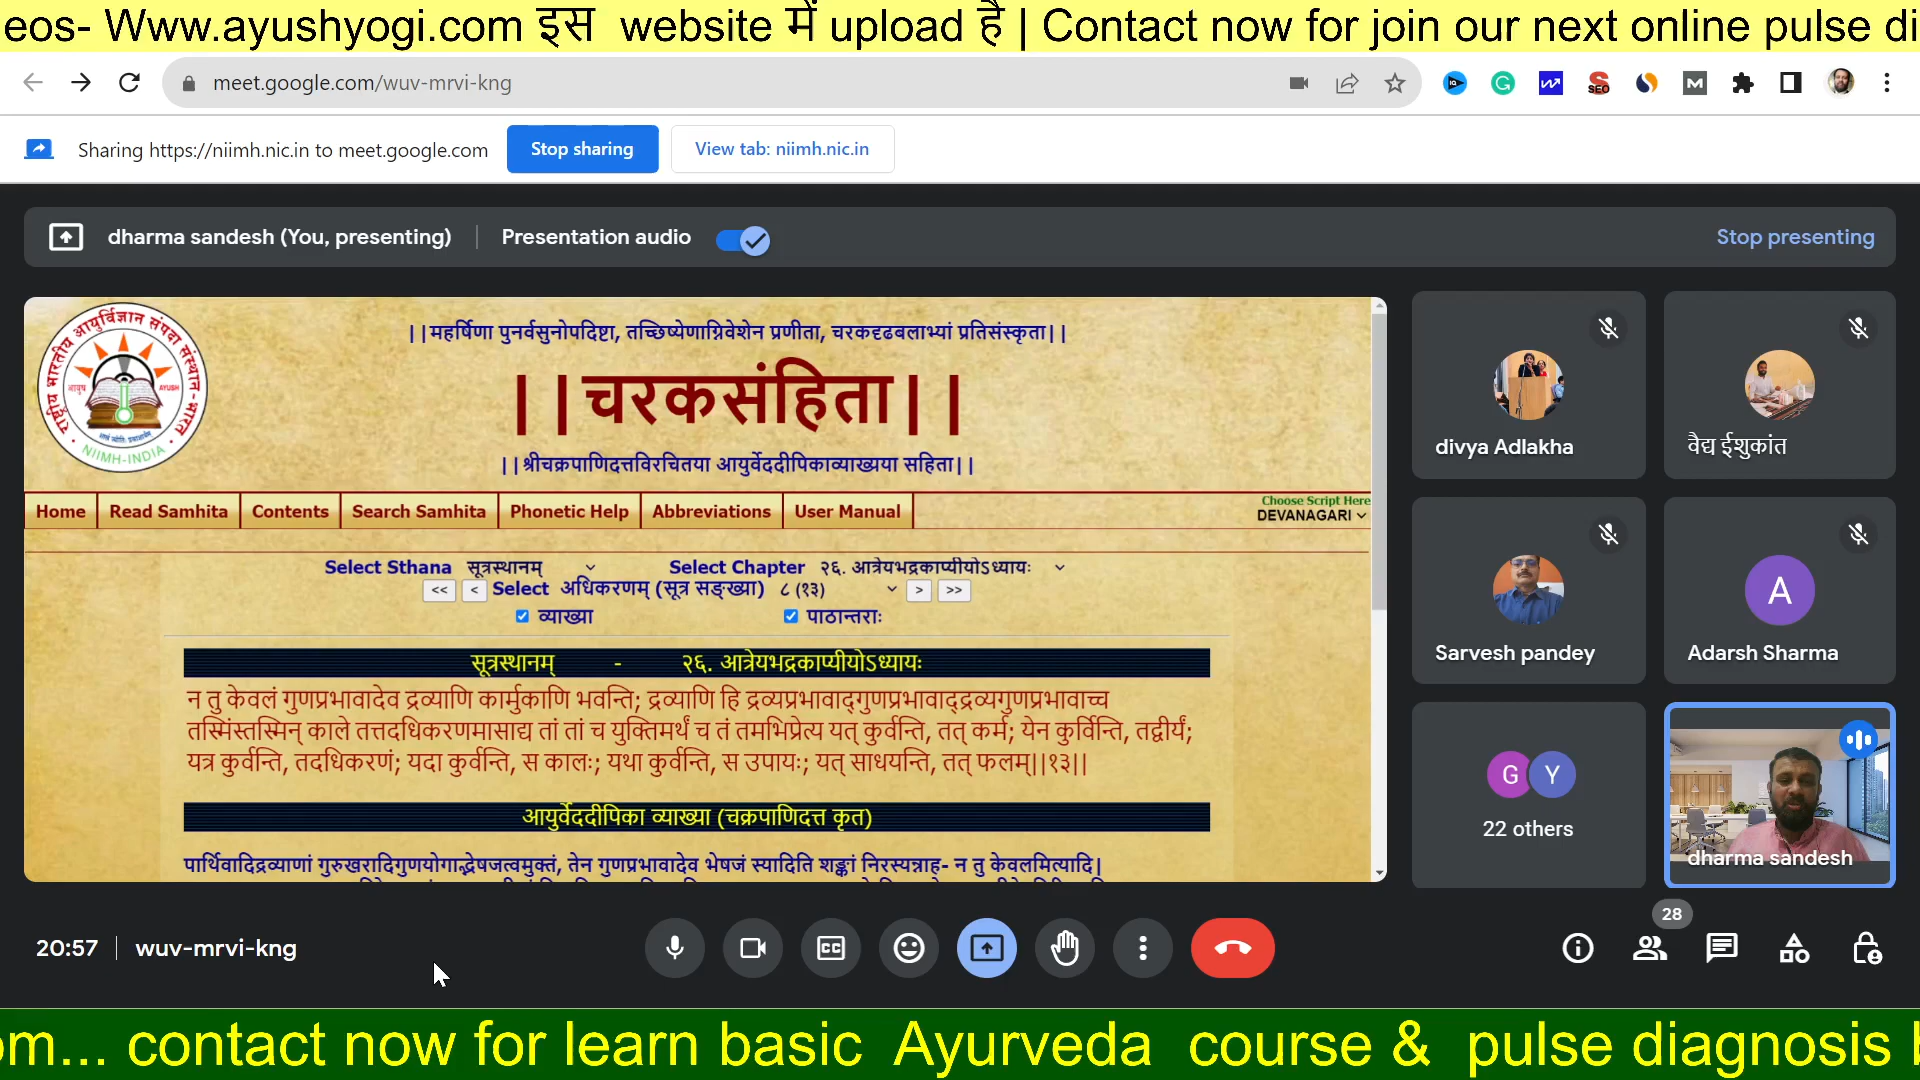 eos- Www.ayushyogi.com इस website में upload है | Contact now for join our next online pulse di
meet.google.com/wuv-mrvi-kng
Sharing https://niimh.nic.in to meet.google.com
Stop sharing
View tab: niimh.nic.in
dharma sandesh (You, presenting)
Presentation audio
Stop presenting
राष्ट्रीय भारतीय आयुर्विज्ञान संपदा संस्थान-भारत
आयुष
AYUSH
NIIMH-INDIA
||महर्षिणा पुनर्वसुनोपदिष्टा, तच्छिष्येणाग्निवेशेन प्रणीता, चरकदृढबलाभ्यां प्रतिसंस्कृता||
||चरकसंहिता||
||श्रीचक्रपाणिदत्तविरचितया आयुर्वेददीपिकाव्याख्यया सहिता||
Home
Read Samhita
Contents
Search Samhita
Phonetic Help
Abbreviations
User Manual
Choose Script Here
DEVANAGARI
Select Sthana सूत्रस्थानम् Select Chapter २६. आत्रेयभद्रकाप्यीयोऽध्यायः
<< < Select अधिकरणम् (सूत्र सङ्ख्या) ८ (१३) > >>
व्याख्या पाठान्तराः
सूत्रस्थानम् - २६. आत्रेयभद्रकाप्यीयोऽध्यायः
न तु केवलं गुणप्रभावादेव द्रव्याणि कार्मुकाणि भवन्ति; द्रव्याणि हि द्रव्यप्रभावाद्गुणप्रभावाद्द्रव्यगुणप्रभावाच्च
तस्मिंस्तस्मिन् काले तत्तदधिकरणमासाद्य तां तां च युक्तिमर्थं च तं तमभिप्रेत्य यत् कुर्वन्ति, तत् कर्म; येन कुर्वन्ति, तद्वीर्यं;
यत्र कुर्वन्ति, तदधिकरणं; यदा कुर्वन्ति, स कालः; यथा कुर्वन्ति, स उपायः; यत् साधयन्ति, तत् फलम्||१३||
आयुर्वेददीपिका व्याख्या (चक्रपाणिदत्त कृत)
पार्थिवादिद्रव्याणां गुरुखरादिगुणयोगाद्भेषजत्वमुक्तं, तेन गुणप्रभावादेव भेषजं स्यादिति शङ्कां निरस्यन्नाह- न तु केवलमित्यादि|
divya Adlakha
वैद्य ईशुकांत
Sarvesh pandey
A
Adarsh Sharma
G Y
22 others
dharma sandesh
20:57
wuv-mrvi-kng
28
om... contact now for learn basic Ayurveda course & pulse diagnosis